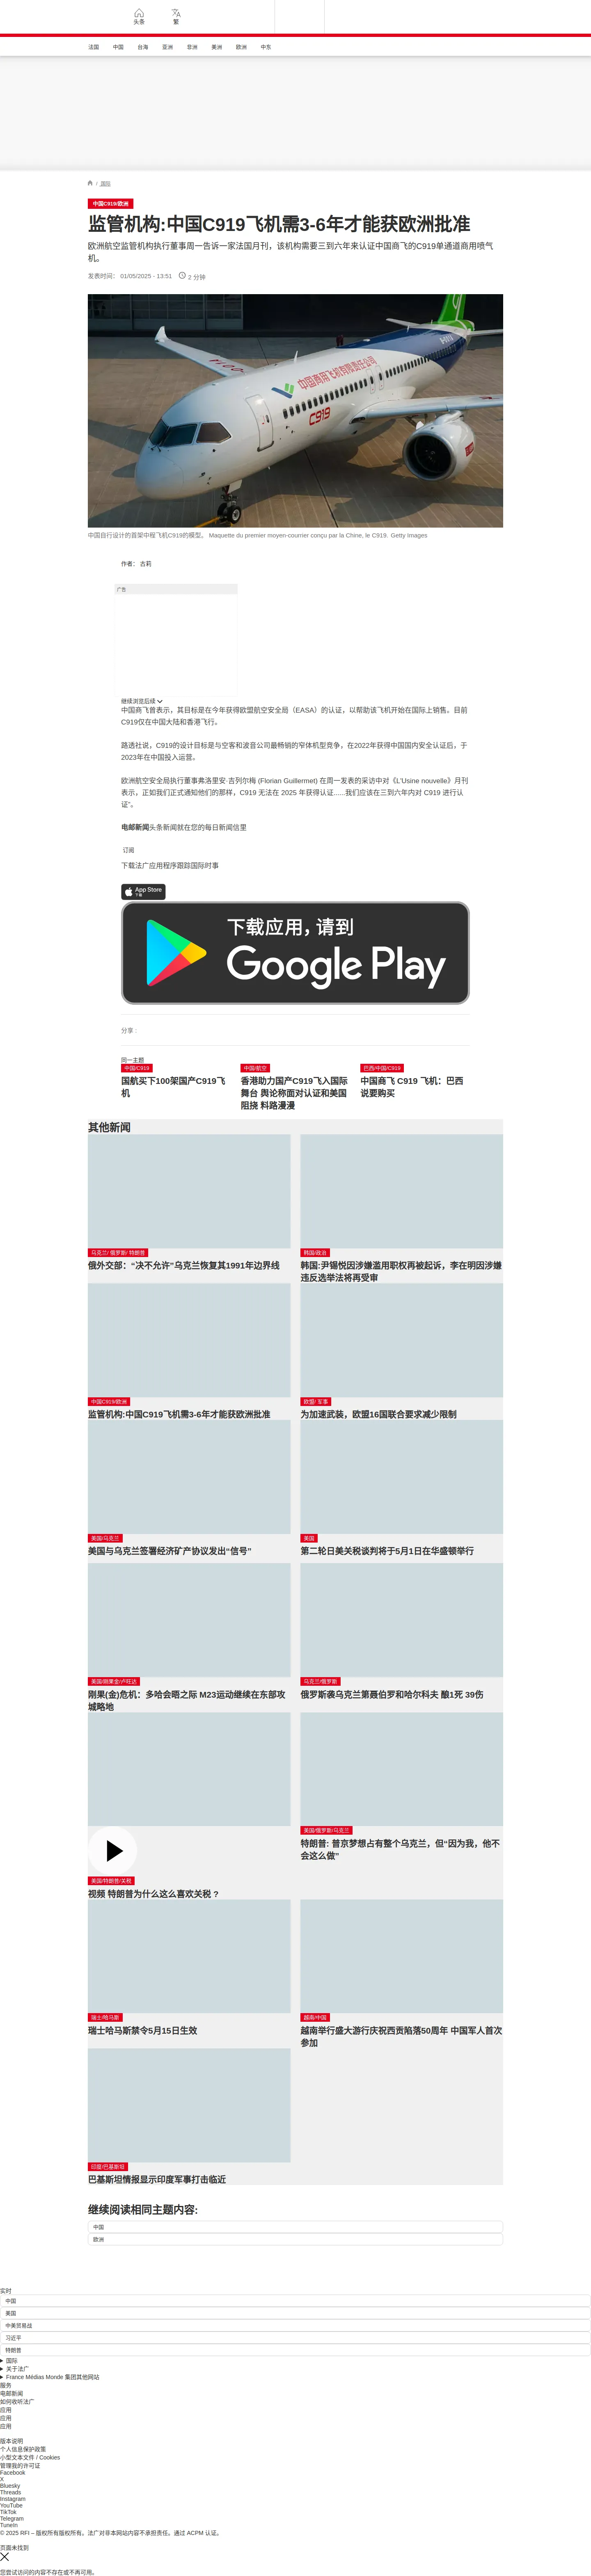 头条
繁
法国 中国 台海 亚洲 非洲 美洲 欧洲 中东
/ 国际
中国C919/欧洲
监管机构:中国C919飞机需3-6年才能获欧洲批准
欧洲航空监管机构执行董事周一告诉一家法国月刊，该机构需要三到六年来认证中国商飞的C919单通道商用喷气
机。
发表时间： 01/05/2025 - 13:51 2 分钟
中国商用飞机有限责任公司
C919
C919
中国自行设计的首架中程飞机C919的模型。 Maquette du premier moyen-courrier conçu par la Chine, le C919. Getty Images
作者： 古莉
广告
继续浏览后续
中国商飞曾表示，其目标是在今年获得欧盟航空安全局（EASA）的认证，以帮助该飞机开始在国际上销售。目前
C919仅在中国大陆和香港飞行。
路透社说，C919的设计目标是与空客和波音公司最畅销的窄体机型竞争，在2022年获得中国国内安全认证后，于
2023年在中国投入运营。
欧洲航空安全局执行董事弗洛里安·吉列尔梅 (Florian Guillermet) 在周一发表的采访中对《L'Usine nouvelle》月刊
表示，正如我们正式通知他们的那样，C919 无法在 2025 年获得认证......我们应该在三到六年内对 C919 进行认
证”。
电邮新闻头条新闻就在您的每日新闻信里
订阅
下载法广应用程序跟踪国际时事
App Store
下载
下载应用，请到
Google Play
分享 :
同一主题
中国/C919
国航买下100架国产C919飞
机
中国/航空
香港助力国产C919飞入国际
舞台 舆论称面对认证和美国
阻挠 料路漫漫
巴西/中国/C919
中国商飞 C919 飞机：巴西
说要购买
其他新闻
乌克兰/ 俄罗斯/ 特朗普
俄外交部：“决不允许”乌克兰恢复其1991年边界线
韩国/政治
韩国:尹锡悦因涉嫌滥用职权再被起诉，李在明因涉嫌
违反选举法将再受审
中国C919/欧洲
监管机构:中国C919飞机需3-6年才能获欧洲批准
欧盟/ 军事
为加速武装，欧盟16国联合要求减少限制
美国/乌克兰
美国与乌克兰签署经济矿产协议发出“信号”
美国
第二轮日美关税谈判将于5月1日在华盛顿举行
美国/刚果金/卢旺达
刚果(金)危机：多哈会晤之际 M23运动继续在东部攻
城略地
乌克兰/俄罗斯
俄罗斯袭乌克兰第聂伯罗和哈尔科夫 酿1死 39伤
美国/特朗普/关税
视频 特朗普为什么这么喜欢关税？
美国/俄罗斯/乌克兰
特朗普: 普京梦想占有整个乌克兰，但“因为我，他不
会这么做”
瑞士/哈马斯
瑞士哈马斯禁令5月15日生效
越南/中国
越南举行盛大游行庆祝西贡陷落50周年 中国军人首次
参加
印度/巴基斯坦
巴基斯坦情报显示印度军事打击临近
继续阅读相同主题内容:
中国
欧洲
实时
中国
美国
中美贸易战
习近平
特朗普
国际
关于法广
France Médias Monde 集团其他网站
服务
电邮新闻
如何收听法广
应用
应用
应用
版本说明
个人信息保护政策
小型文本文件 / Cookies
管理我的许可证
Facebook
X
Bluesky
Threads
Instagram
YouTube
TikTok
Telegram
TuneIn
© 2025 RFI – 版权所有版权所有。法广对非本网站内容不承担责任。通过 ACPM 认证。
页面未找到
您尝试访问的内容不存在或不再可用。